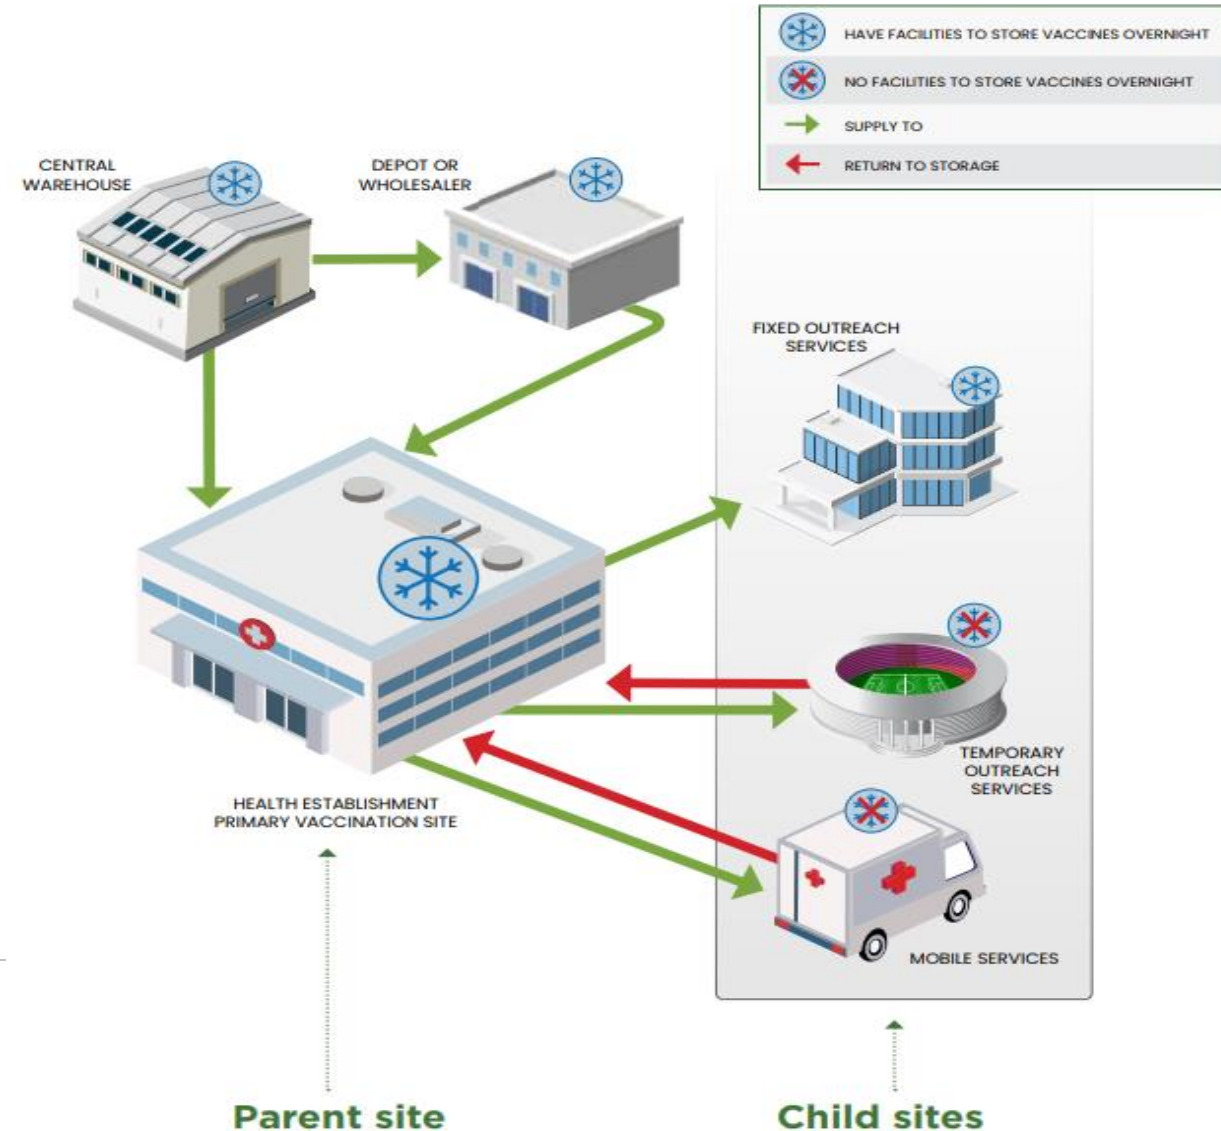 HAVE FACILITIES TO STORE VACCINES OVERNIGHT
NO FACILITIES TO STORE VACCINES OVERNIGHT
SUPPLY TO
RETURN TO STORAGE
CENTRAL
WAREHOUSE
DEPOT OR
WHOLESALER
FIXED OUTREACH
SERVICES
TEMPORARY
OUTREACH
SERVICES
HEALTH ESTABLISHMENT
PRIMARY VACCINATION SITE
MOBILE SERVICES
Parent site
Child sites